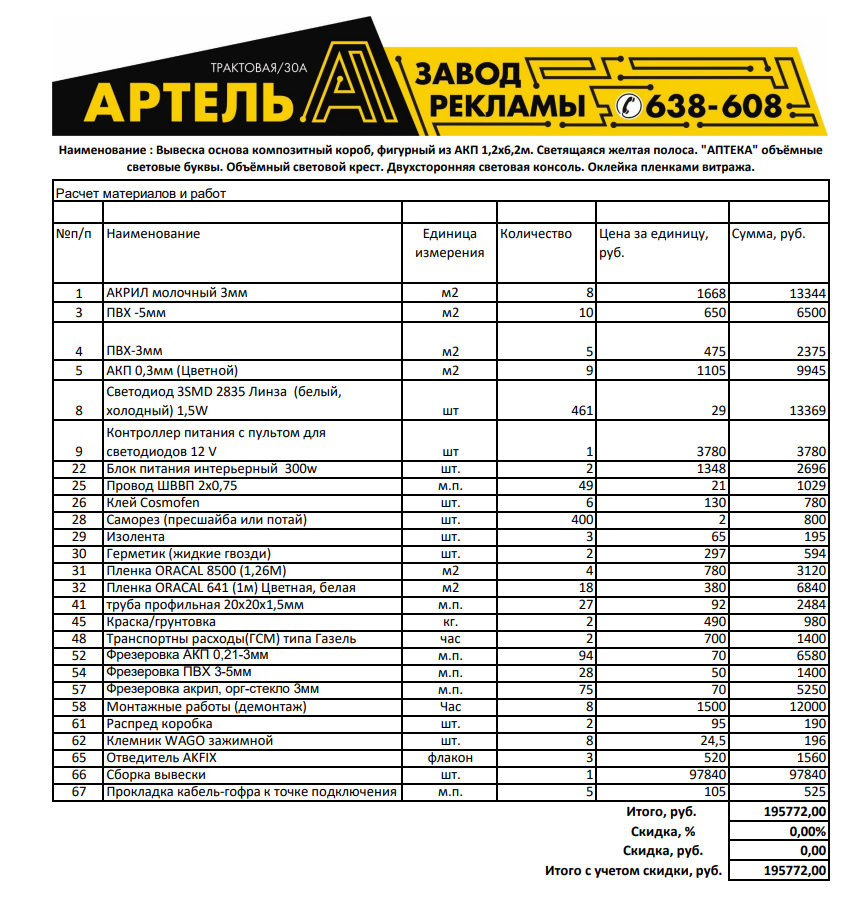 ТРАКТОВАЯ/30А
АРТЕЛЬ
ЗАВОД
РЕКЛАМЫ 638-608
Наименование : Вывеска основа композитный короб, фигурный из АКП 1,2х6,2м. Светящаяся желтая полоса. "АПТЕКА" объёмные
световые буквы. Объёмный световой крест. Двухсторонняя световая консоль. Оклейка пленками витража.
Расчет материалов и работ
№п/п Наименование Единица измерения Количество Цена за единицу, руб. Сумма, руб.
1 АКРИЛ молочный 3мм м2 8 1668 13344
3 ПВХ -5мм м2 10 650 6500
4 ПВХ-3мм м2 5 475 2375
5 АКП 0,3мм (Цветной) м2 9 1105 9945
Светодиод 3SMD 2835 Линза (белый,
8 холодный) 1,5W шт 461 29 13369
Контроллер питания с пультом для
9 светодиодов 12 V шт 1 3780 3780
22 Блок питания интерьерный 300w шт. 2 1348 2696
25 Провод ШВВП 2х0,75 м.п. 49 21 1029
26 Клей Cosmofen шт. 6 130 780
28 Саморез (пресшайба или потай) шт. 400 2 800
29 Изолента шт. 3 65 195
30 Герметик (жидкие гвозди) шт. 2 297 594
31 Пленка ORACAL 8500 (1,26М) м2 4 780 3120
32 Пленка ORACAL 641 (1м) Цветная, белая м2 18 380 6840
41 труба профильная 20х20х1,5мм м.п. 27 92 2484
45 Краска/грунтовка кг. 2 490 980
48 Транспортны расходы(ГСМ) типа Газель час 2 700 1400
52 Фрезеровка АКП 0,21-3мм м.п. 94 70 6580
54 Фрезеровка ПВХ 3-5мм м.п. 28 50 1400
57 Фрезеровка акрил, орг-стекло 3мм м.п. 75 70 5250
58 Монтажные работы (демонтаж) Час 8 1500 12000
61 Распред коробка шт. 2 95 190
62 Клемник WAGO зажимной шт. 8 24,5 196
65 Отведитель AKFIX флакон 3 520 1560
66 Сборка вывески шт. 1 97840 97840
67 Прокладка кабель-гофра к точке подключения м.п. 5 105 525
Итого, руб. 195772,00
Скидка, % 0,00%
Скидка, руб. 0,00
Итого с учетом скидки, руб. 195772,00